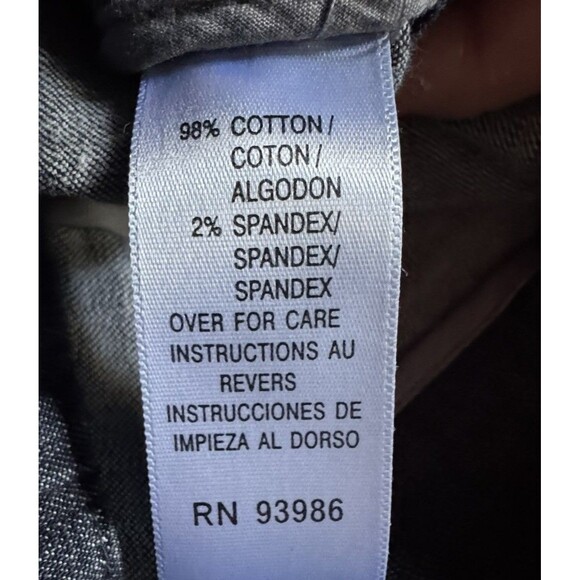 98% COTTON/
COTON/
ALGODON
2% SPANDEX/
SPANDEX/
SPANDEX
OVER FOR CARE
INSTRUCTIONS AU
REVERS
INSTRUCCIONES DE
IMPIEZA AL DORSO
RN 93986